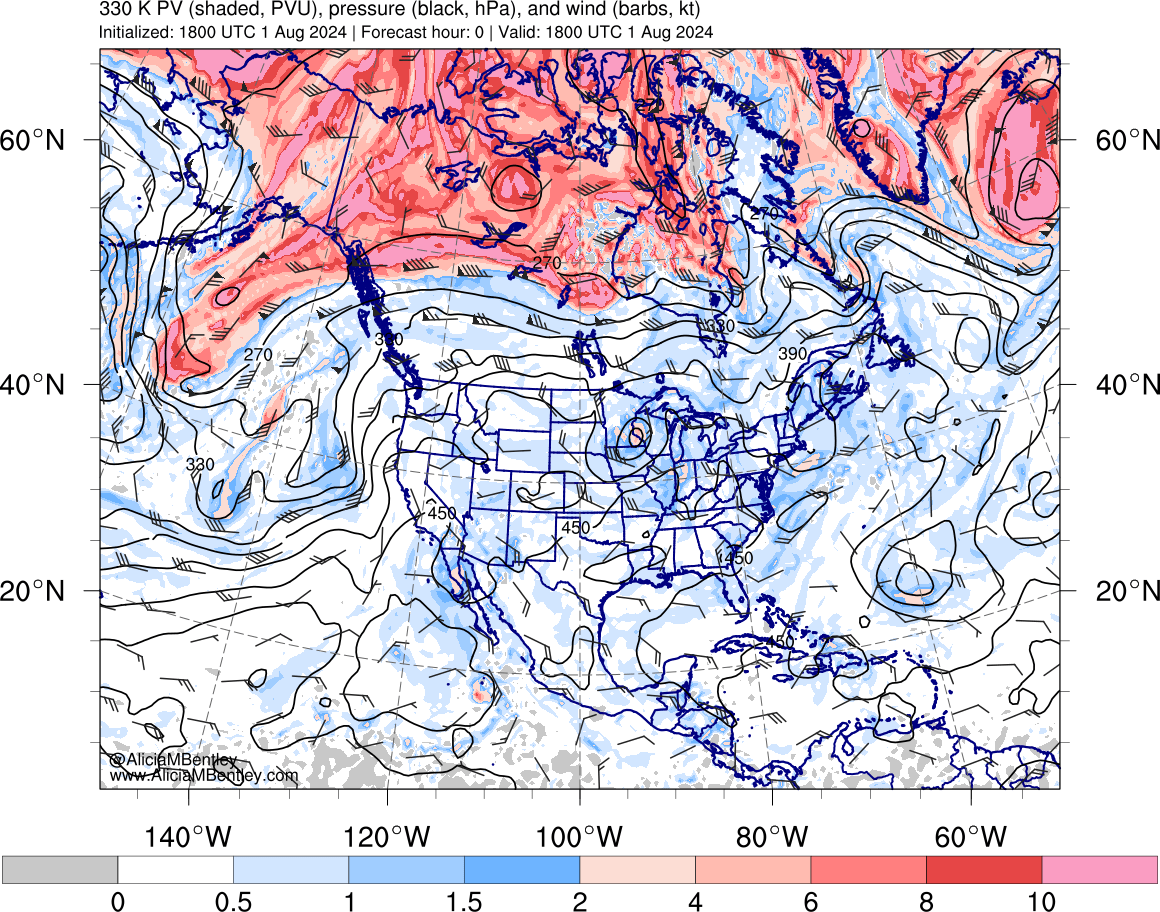 330 K PV (shaded, PVU), pressure (black, hPa), and wind (barbs, kt)
Initialized: 1800 UTC 1 Aug 2024 | Forecast hour: 0 | Valid: 1800 UTC 1 Aug 2024
60°N
60°N
270
270
330
390
270
390
40°N
40°N
330
450
450
450
20°N
20°N
450
@AliciaMBentley
www.AliciaMBentley.com
140°W
120°W
100°W
80°W
60°W
0
0.5
1
1.5
2
4
6
8
10